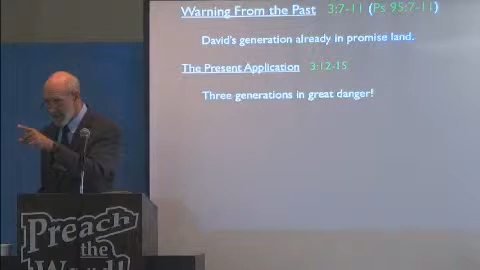 Warning From the Past 3:7-11 (Ps 95:7-11)
David's generation already in promise land.
The Present Application 3:12-15
Three generations in great danger!
Preach
the
Word!